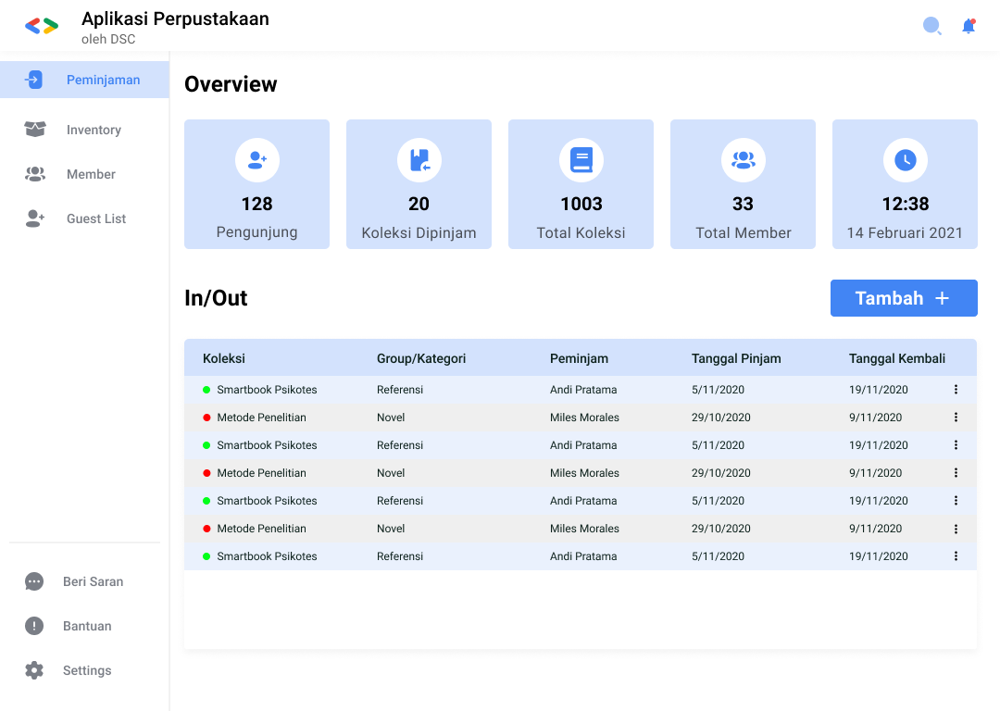 Aplikasi Perpustakaan
oleh DSC
Peminjaman
Inventory
Member
Guest List
Beri Saran
Bantuan
Settings
Overview
128
Pengunjung
20
Koleksi Dipinjam
1003
Total Koleksi
33
Total Member
12:38
14 Februari 2021
In/Out
Tambah +
Koleksi Group/Kategori Peminjam Tanggal Pinjam Tanggal Kembali
Smartbook Psikotes Referensi Andi Pratama 5/11/2020 19/11/2020
Metode Penelitian Novel Miles Morales 29/10/2020 9/11/2020
Smartbook Psikotes Referensi Andi Pratama 5/11/2020 19/11/2020
Metode Penelitian Novel Miles Morales 29/10/2020 9/11/2020
Smartbook Psikotes Referensi Andi Pratama 5/11/2020 19/11/2020
Metode Penelitian Novel Miles Morales 29/10/2020 9/11/2020
Smartbook Psikotes Referensi Andi Pratama 5/11/2020 19/11/2020